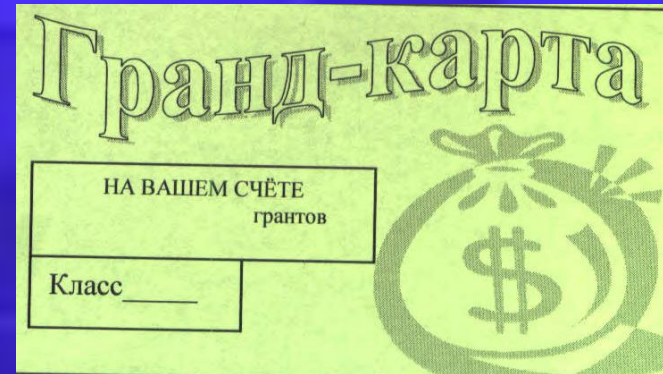 Гранд-карта
НА ВАШЕМ СЧЁТЕ
грантов
Класс_____
$